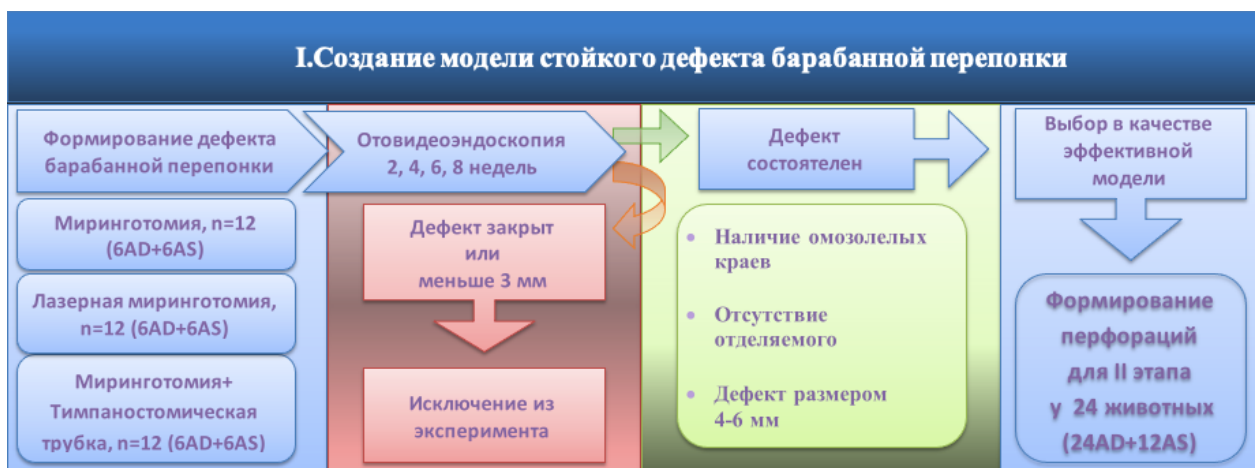 I.Создание модели стойкого дефекта барабанной перепонки
Формирование дефекта
барабанной перепонки
Миринготомия, n=12
(6AD+6AS)
Лазерная миринготомия,
n=12 (6AD+6AS)
Миринготомия+
Тимпаностомическая
трубка, n=12 (6AD+6AS)
Отовидеоэндоскопия
2, 4, 6, 8 недель
Дефект закрыт
или
меньше 3 мм
Исключение из
эксперимента
Дефект
состоятелен
• Наличие омозолелых
краев
• Отсутствие
отделяемого
• Дефект размером
4-6 мм
Выбор в качестве
эффективной
модели
Формирование
перфораций
для II этапа
у 24 животных
(24AD+12AS)